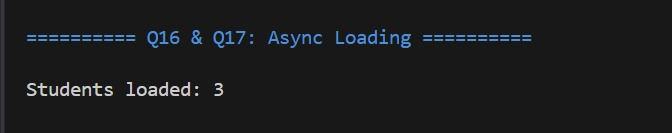 ========== Q16 & Q17: Async Loading ==========
Students loaded: 3